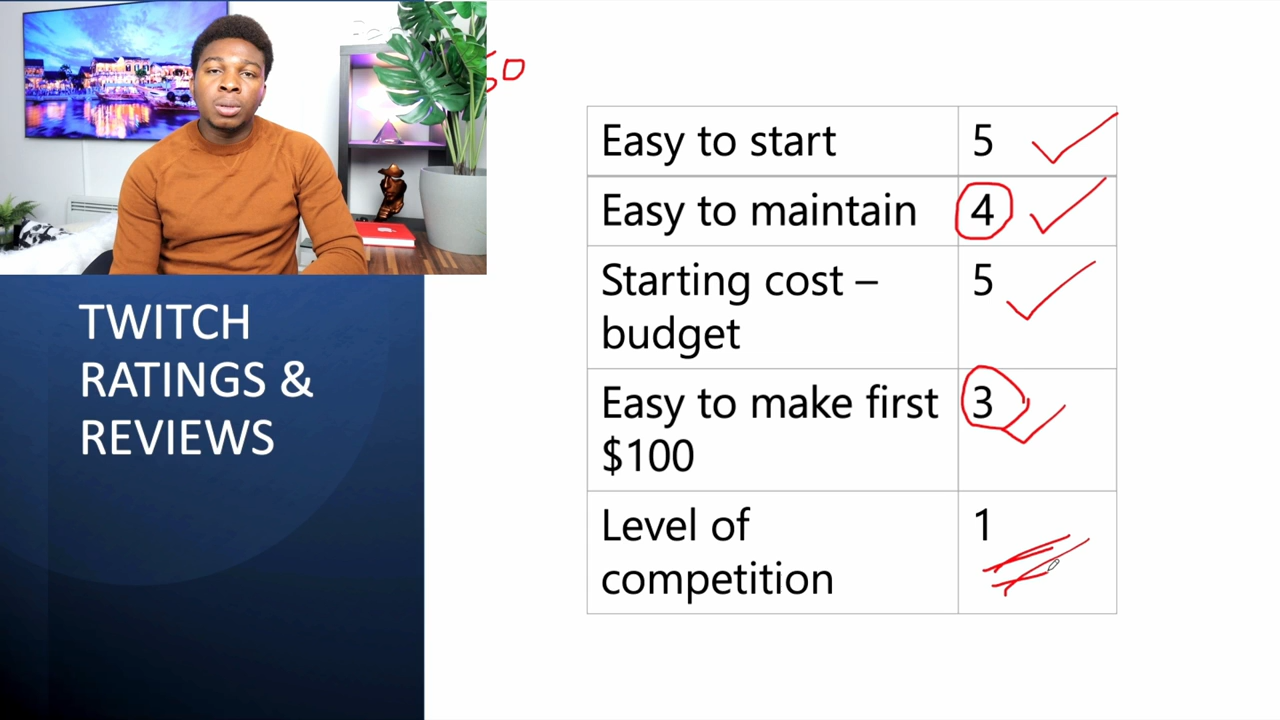 TWITCH
RATINGS &
REVIEWS
Easy to start 5
Easy to maintain 4
Starting cost – 5
budget
Easy to make first 3
$100
Level of 1
competition